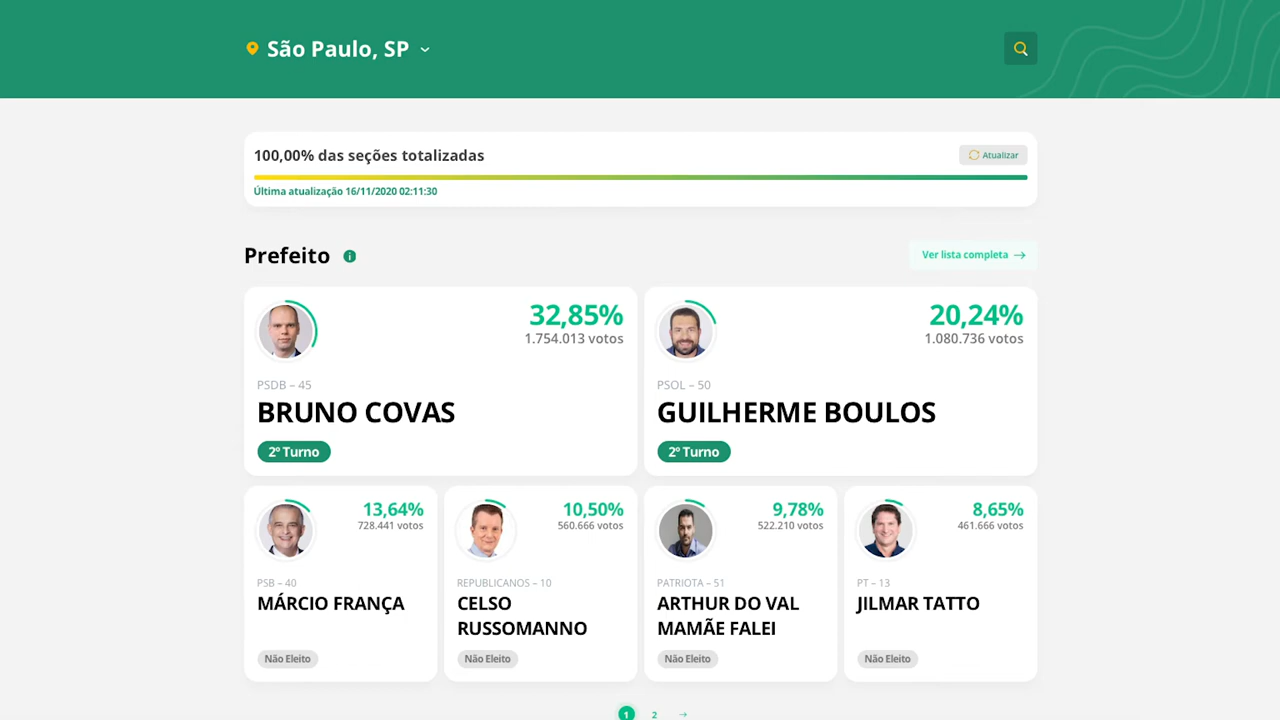 São Paulo, SP
100,00% das seções totalizadas
Atualizar
Última atualização 16/11/2020 02:11:30
Prefeito
Ver lista completa →
32,85%
1.754.013 votos
PSDB – 45
BRUNO COVAS
2º Turno
20,24%
1.080.736 votos
PSOL – 50
GUILHERME BOULOS
2º Turno
13,64%
728.441 votos
PSB – 40
MÁRCIO FRANÇA
Não Eleito
10,50%
560.666 votos
REPUBLICANOS – 10
CELSO
RUSSOMANNO
Não Eleito
9,78%
522.210 votos
PATRIOTA – 51
ARTHUR DO VAL
MAMÃE FALEI
Não Eleito
8,65%
461.666 votos
PT – 13
JILMAR TATTO
Não Eleito
1 2 →